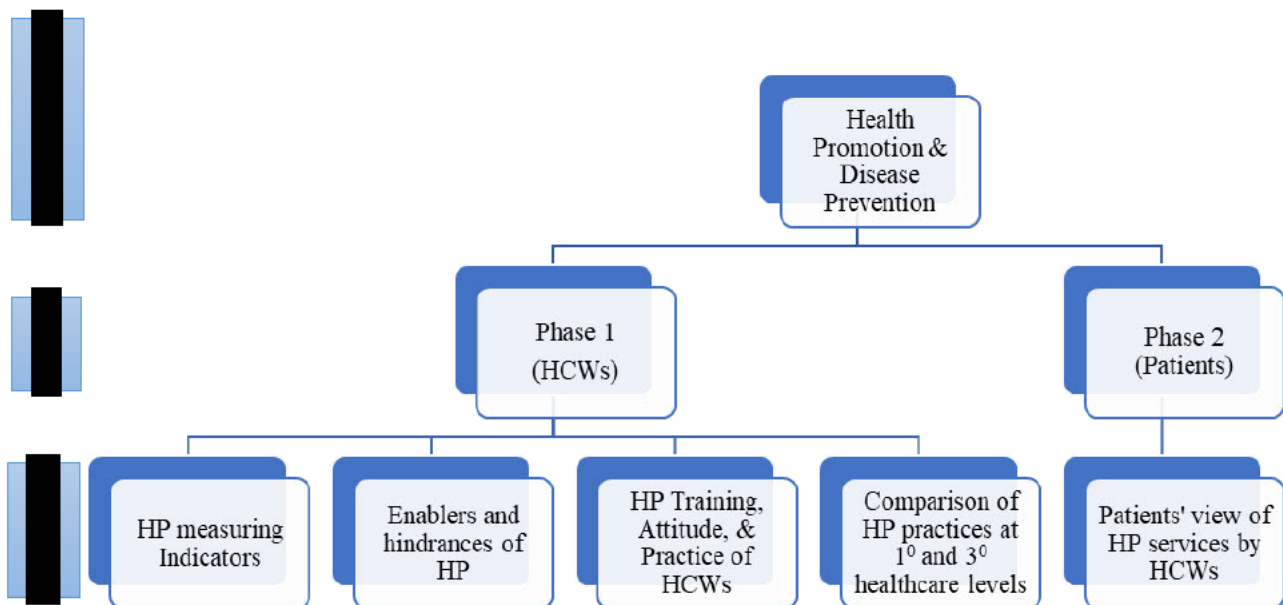 Health
Promotion &
Disease
Prevention
Phase 1
(HCWs)
Phase 2
(Patients)
HP measuring
Indicators
Enablers and
hindrances of
HP
HP Training,
Attitude, &
Practice of
HCWs
Comparison of
HP practices at
1⁰ and 3⁰
healthcare levels
Patients' view of
HP services by
HCWs